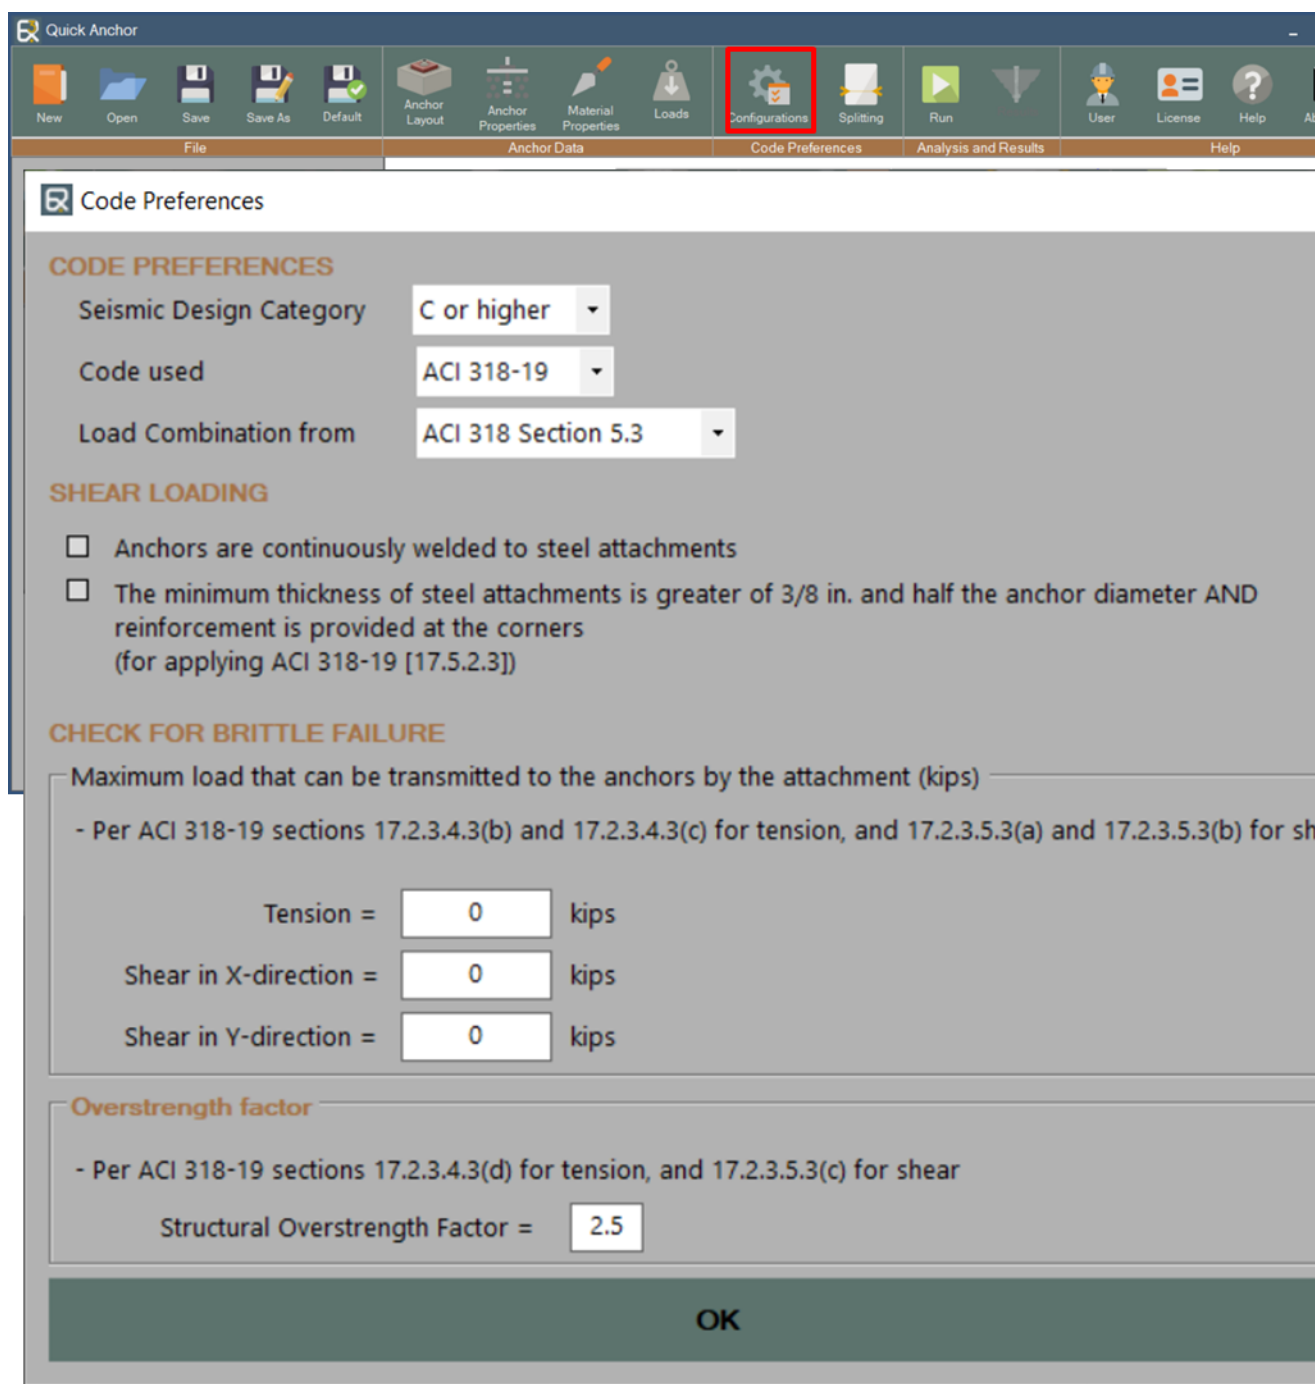 Quick Anchor
New
Open
Save
Save As
Default
Anchor Layout
Anchor Properties
Material Properties
Loads
Configurations
Splitting
Run
User
License
Help
File
Anchor Data
Code Preferences
Analysis and Results
Help
Code Preferences
CODE PREFERENCES
Seismic Design Category C or higher
Code used ACI 318-19
Load Combination from ACI 318 Section 5.3
SHEAR LOADING
Anchors are continuously welded to steel attachments
The minimum thickness of steel attachments is greater of 3/8 in. and half the anchor diameter AND
reinforcement is provided at the corners
(for applying ACI 318-19 [17.5.2.3])
CHECK FOR BRITTLE FAILURE
Maximum load that can be transmitted to the anchors by the attachment (kips)
- Per ACI 318-19 sections 17.2.3.4.3(b) and 17.2.3.4.3(c) for tension, and 17.2.3.5.3(a) and 17.2.3.5.3(b) for
Tension = 0 kips
Shear in X-direction = 0 kips
Shear in Y-direction = 0 kips
Overstrength factor
- Per ACI 318-19 sections 17.2.3.4.3(d) for tension, and 17.2.3.5.3(c) for shear
Structural Overstrength Factor = 2.5
OK